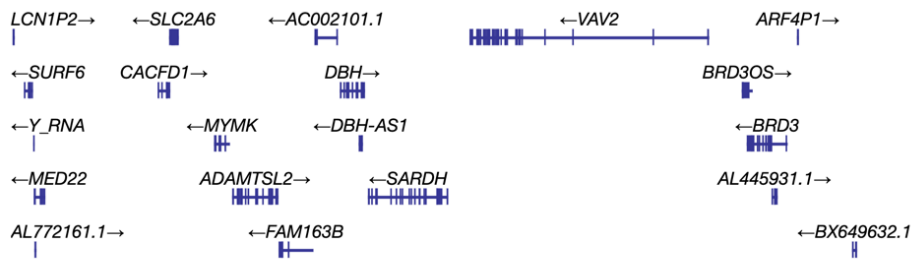 LCN1P2→ ←SLC2A6 ←AC002101.1 ←VAV2 ARF4P1→
←SURF6 CACFD1→ DBH→ BRD3OS→
←Y_RNA ←MYMK ←DBH-AS1 ←BRD3
←MED22 ADAMTSL2→ ←SARDH AL445931.1→
AL772161.1→ ←FAM163B ←BX649632.1